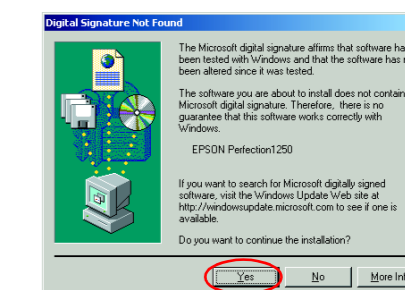 Digital Signature Not Found
The Microsoft digital signature affirms that software ha
been tested with Windows and that the software has
been altered since it was tested.
The software you are about to install does not contain
Microsoft digital signature. Therefore, there is no
guarantee that this software works correctly with
Windows.
EPSON Perfection1250
If you want to search for Microsoft digitally signed
software, visit the Windows Update Web site at
http://windowsupdate.microsoft.com to see if one is
available.
Do you want to continue the installation?
Yes No More Inf